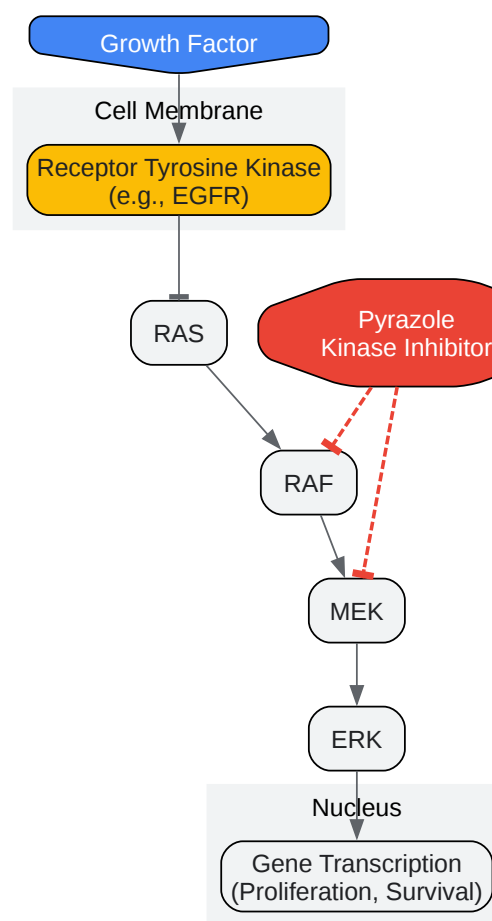 Growth Factor
Cell Membrane
Receptor Tyrosine Kinase
(e.g., EGFR)
RAS
Pyrazole
Kinase Inhibitor
RAF
MEK
ERK
Nucleus
Gene Transcription
(Proliferation, Survival)